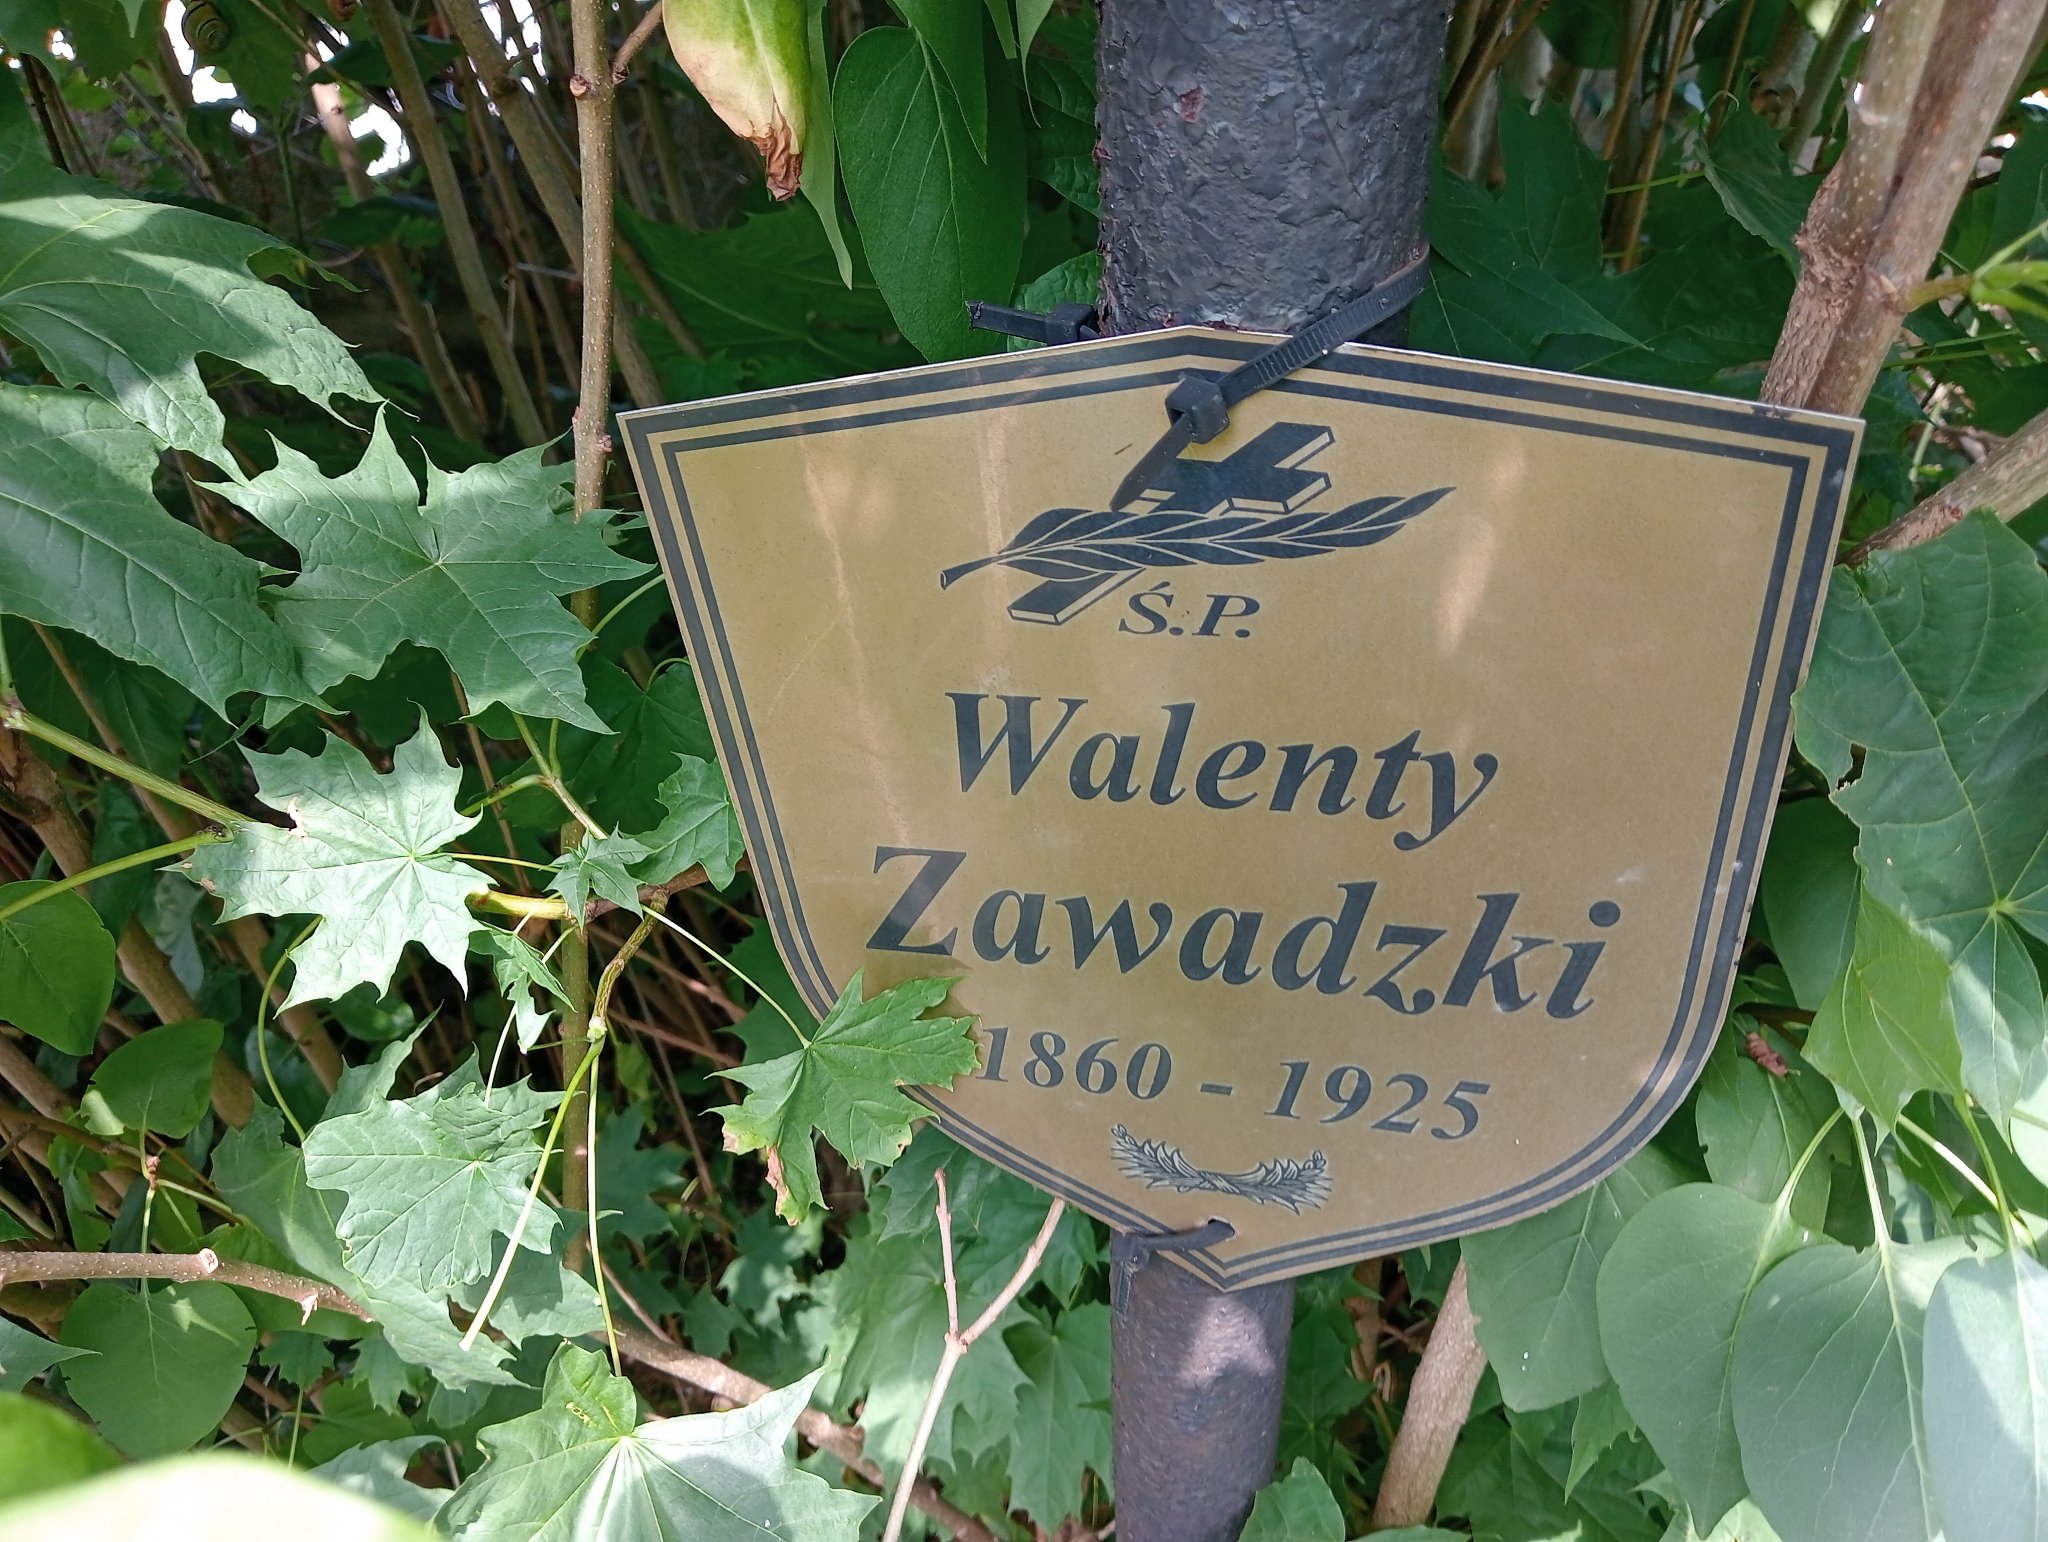 Ś.P.
Walenty
Zawadzki
1860 - 1925